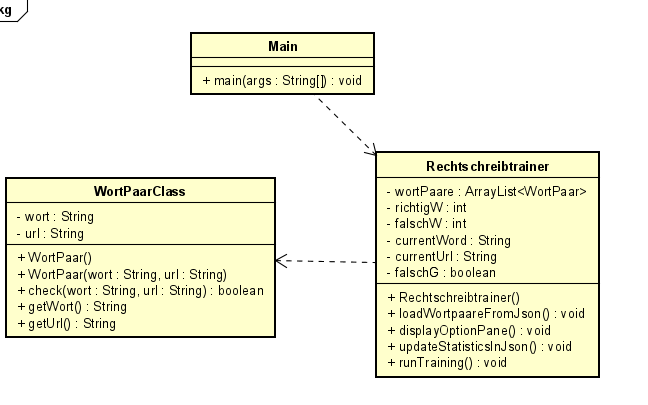 kg
Main
+ main(args : String[]) : void
Rechtschreibtrainer
- wortPaare : ArrayList<WortPaar>
- richtigW : int
- falschW : int
- currentWord : String
- currentUrl : String
- falschG : boolean
+ Rechtschreibtrainer()
+ loadWortpaareFromJson() : void
+ displayOptionPane() : void
+ updateStatisticsInJson() : void
+ runTraining() : void
WortPaarClass
- wort : String
- url : String
+ WortPaar()
+ WortPaar(wort : String, url : String)
+ check(wort : String, url : String) : boolean
+ getWort() : String
+ getUrl() : String